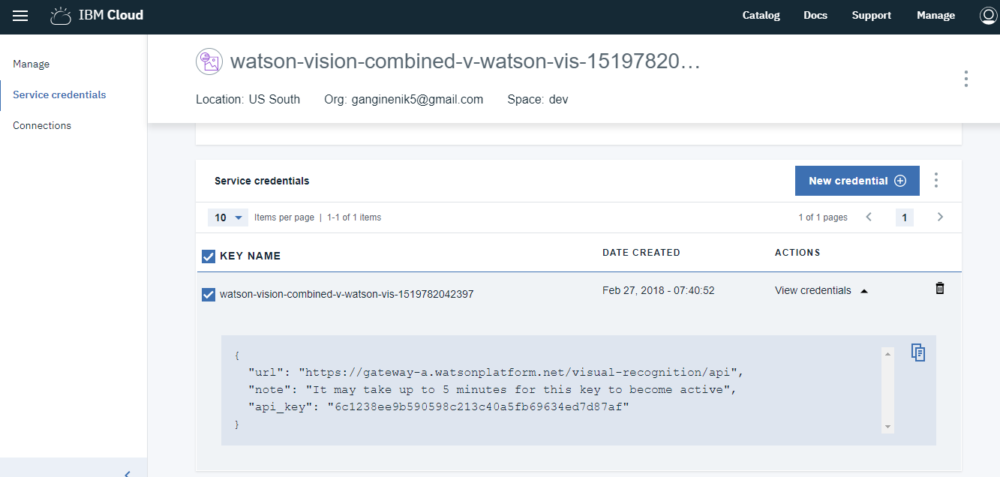 IBM Cloud
Catalog Docs Support Manage
Manage
Service credentials
Connections
watson-vision-combined-v-watson-vis-15197820...
Location: US South Org: ganginenik5@gmail.com Space: dev
Service credentials
New credential
10 Items per page | 1-1 of 1 items
1 of 1 pages 1
KEY NAME DATE CREATED ACTIONS
watson-vision-combined-v-watson-vis-1519782042397 Feb 27, 2018 - 07:40:52 View credentials
{
"url": "https://gateway-a.watsonplatform.net/visual-recognition/api",
"note": "It may take up to 5 minutes for this key to become active",
"api_key": "6c1238ee9b590598c213c40a5fb69634ed7d87af"
}